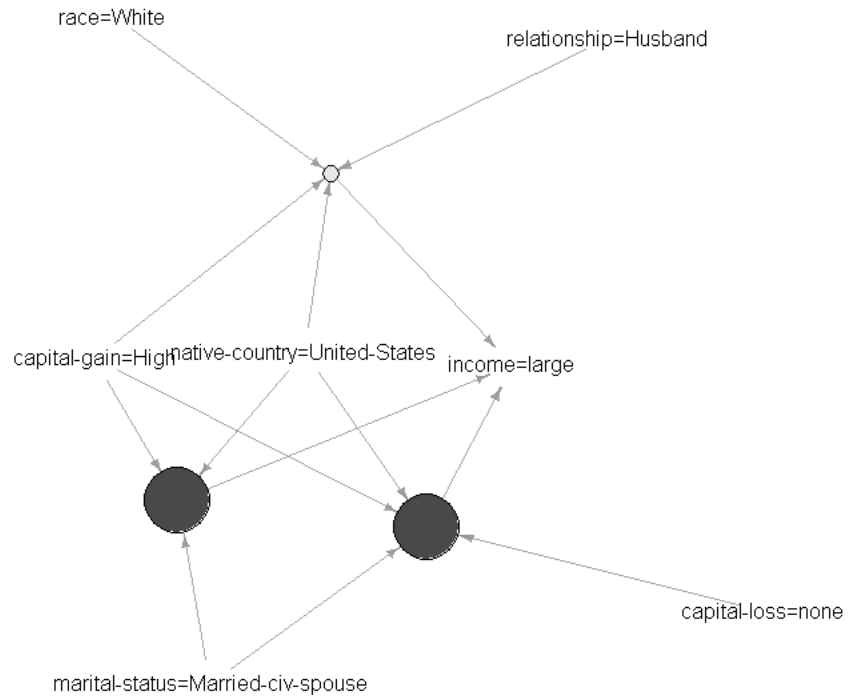 race=White
relationship=Husband
capital-gain=High
native-country=United-States
income=large
capital-loss=none
marital-status=Married-civ-spouse